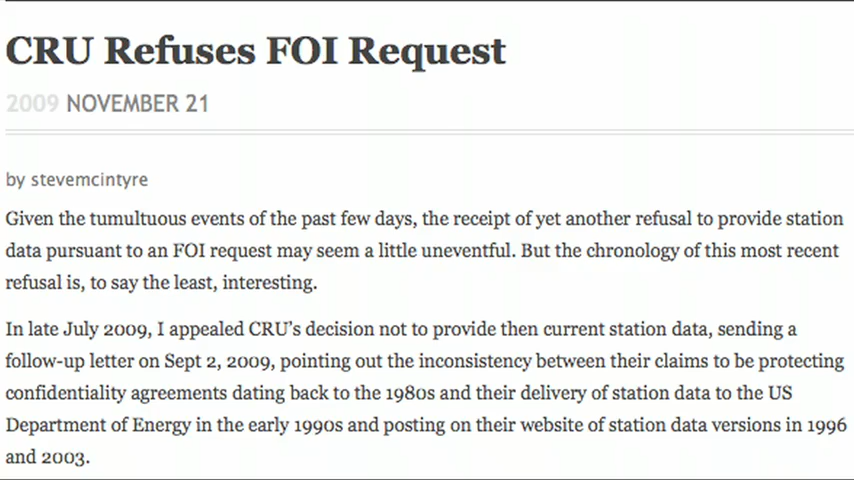 CRU Refuses FOI Request
2009 NOVEMBER 21
by stevemcintyre
Given the tumultuous events of the past few days, the receipt of yet another refusal to provide station
data pursuant to an FOI request may seem a little uneventful. But the chronology of this most recent
refusal is, to say the least, interesting.
In late July 2009, I appealed CRU's decision not to provide then current station data, sending a
follow-up letter on Sept 2, 2009, pointing out the inconsistency between their claims to be protecting
confidentiality agreements dating back to the 1980s and their delivery of station data to the US
Department of Energy in the early 1990s and posting on their website of station data versions in 1996
and 2003.